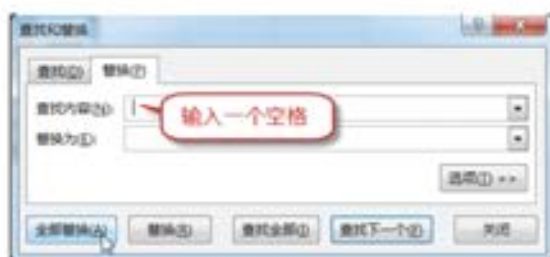 查找和替换
查找(D) 替换(P)
查找内容(N): 输入一个空格
替换为(E):
选项(T) >>
全部替换(A) 替换(R) 查找全部(I) 查找下一个(F) 关闭